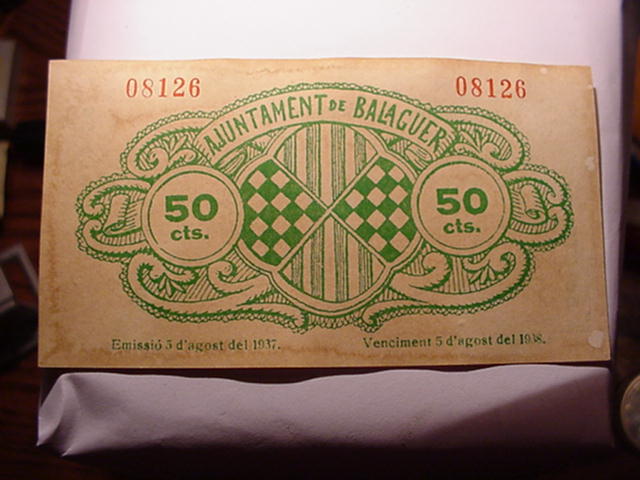 08126 08126
AJUNTAMENT DE BALAGUER
50 cts.
50 cts.
Emissió 5 d'agost del 1937.
Venciment 5 d'agost del 1938.